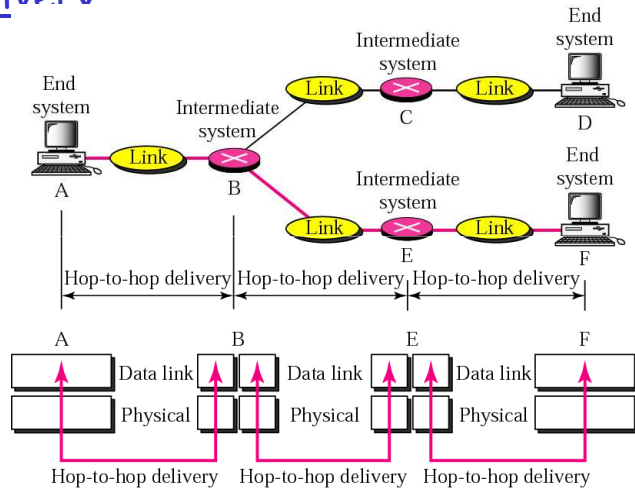 End
system
Intermediate
system
Link
Link
C
D
End
system
Intermediate
system
Link
A
B
End
system
Intermediate
system
Link
Link
E
F
Hop-to-hop delivery
Hop-to-hop delivery
Hop-to-hop delivery
A
B
E
F
Data link
Data link
Data link
Physical
Physical
Physical
Hop-to-hop delivery
Hop-to-hop delivery
Hop-to-hop delivery